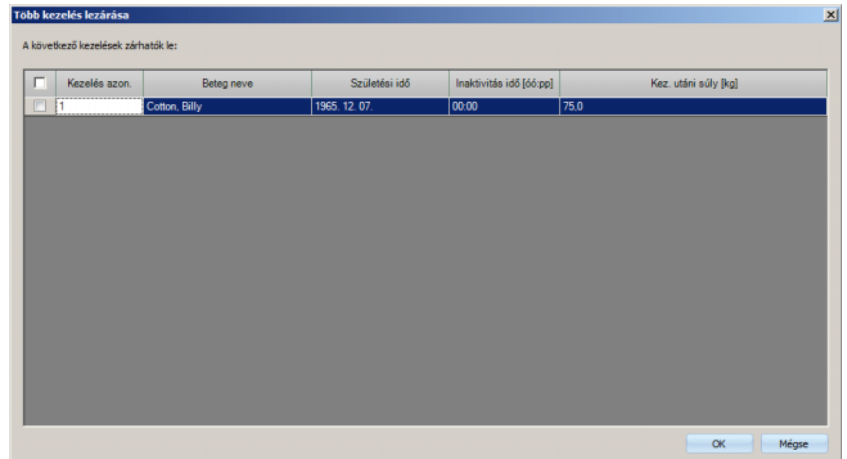 Több kezelés lezárása
A következő kezelések zárhatók le:
Kezelés azon. Beteg neve Születési idő Inaktivitás idő [óó:pp] Kez. utáni súly [kg]
1 Cotton, Billy 1965. 12. 07. 00:00 75,0
OK Mégse